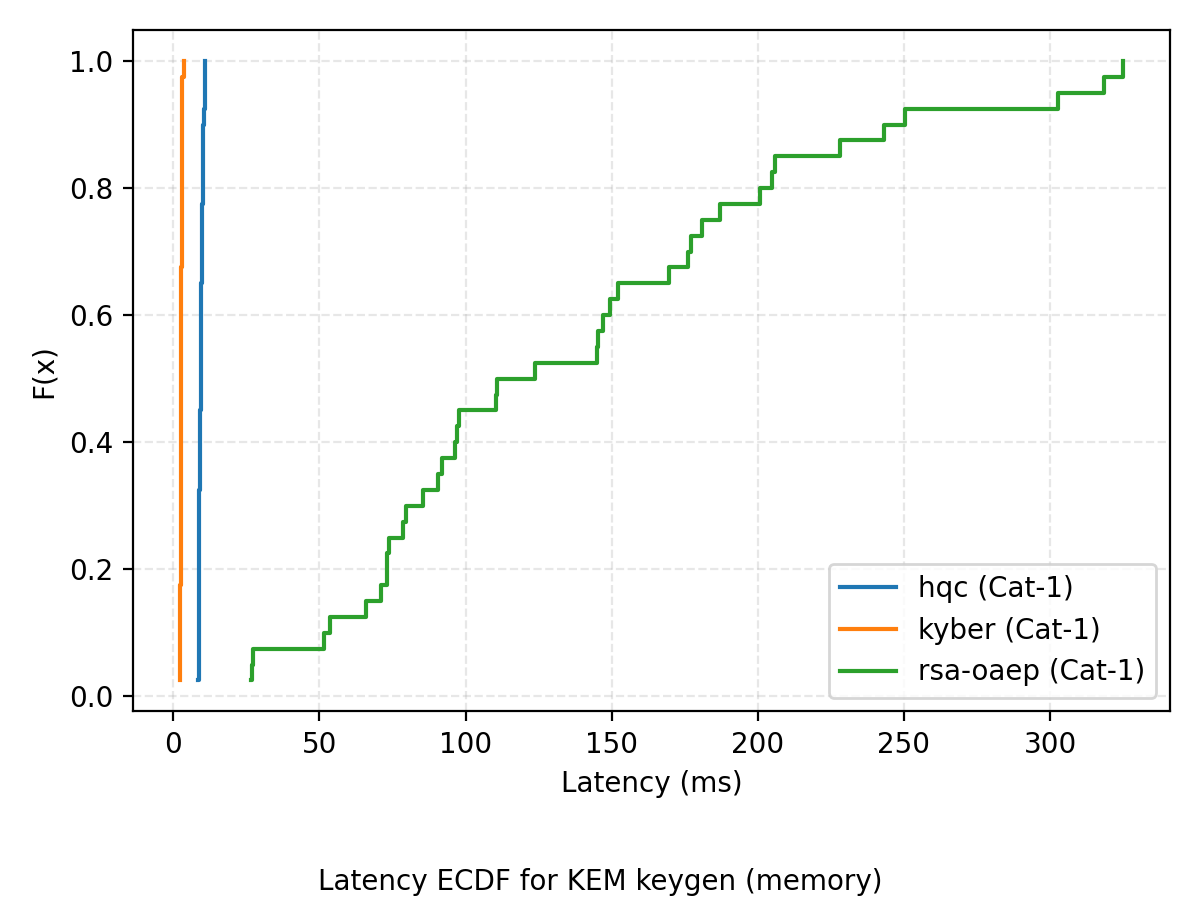 1.0
0.8
0.6
0.4
0.2
0.0
F(x)
hqc (Cat-1)
kyber (Cat-1)
rsa-oaep (Cat-1)
0 50 100 150 200 250 300
Latency (ms)
Latency ECDF for KEM keygen (memory)